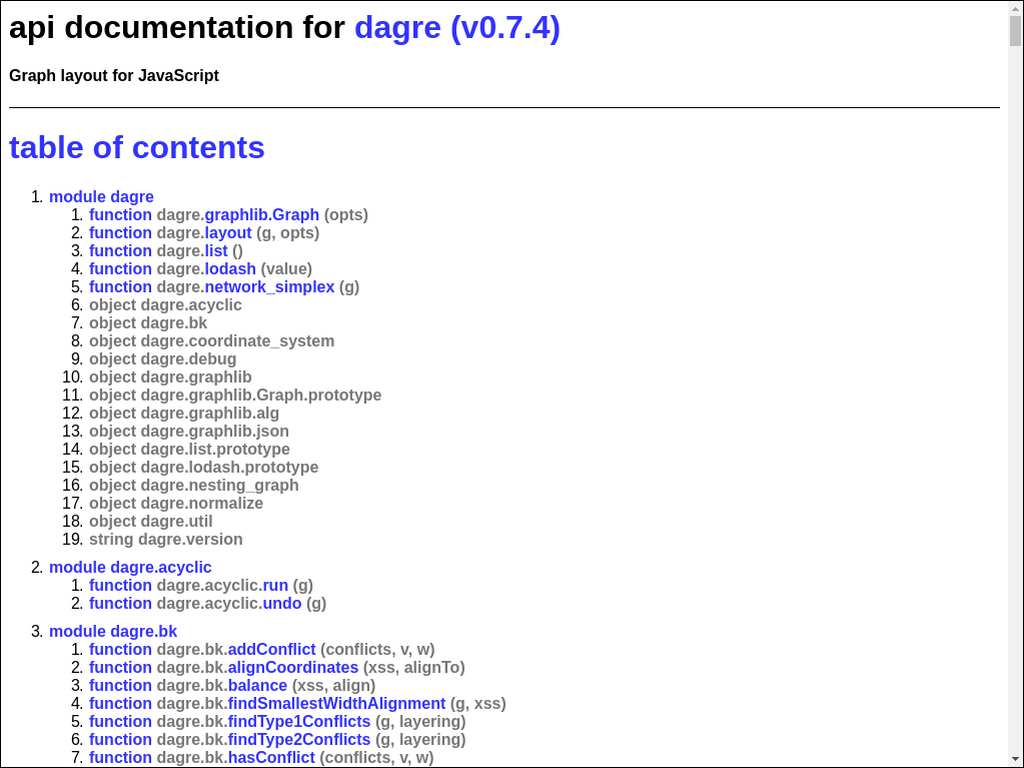 api documentation for dagre (v0.7.4)
Graph layout for JavaScript
table of contents
1. module dagre
1. function dagre.graphlib.Graph (opts)
2. function dagre.layout (g, opts)
3. function dagre.list ()
4. function dagre.lodash (value)
5. function dagre.network_simplex (g)
6. object dagre.acyclic
7. object dagre.bk
8. object dagre.coordinate_system
9. object dagre.debug
10. object dagre.graphlib
11. object dagre.graphlib.Graph.prototype
12. object dagre.graphlib.alg
13. object dagre.graphlib.json
14. object dagre.list.prototype
15. object dagre.lodash.prototype
16. object dagre.nesting_graph
17. object dagre.normalize
18. object dagre.util
19. string dagre.version
2. module dagre.acyclic
1. function dagre.acyclic.run (g)
2. function dagre.acyclic.undo (g)
3. module dagre.bk
1. function dagre.bk.addConflict (conflicts, v, w)
2. function dagre.bk.alignCoordinates (xss, alignTo)
3. function dagre.bk.balance (xss, align)
4. function dagre.bk.findSmallestWidthAlignment (g, xss)
5. function dagre.bk.findType1Conflicts (g, layering)
6. function dagre.bk.findType2Conflicts (g, layering)
7. function dagre.bk.hasConflict (conflicts, v, w)